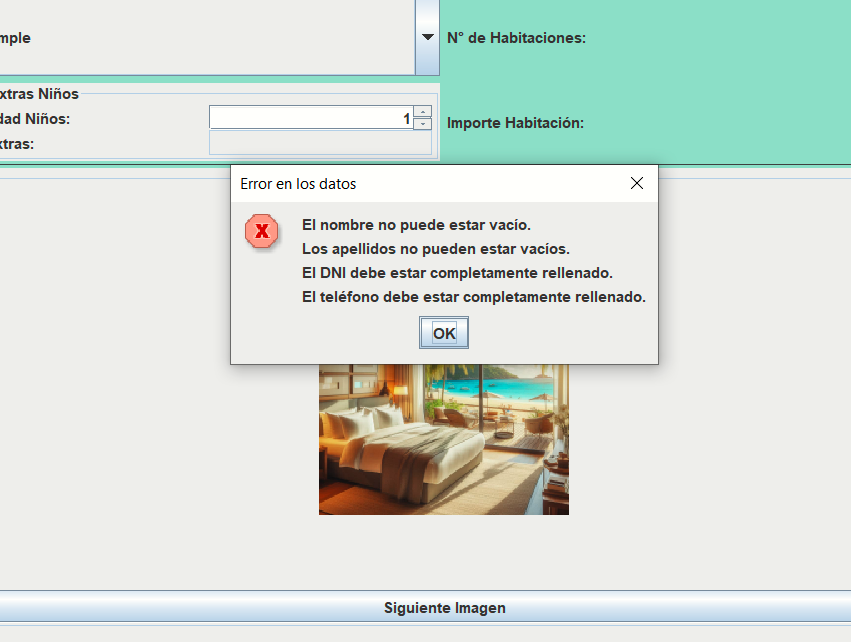 mple
N° de Habitaciones:
xtras Niños
dad Niños:
1
Importe Habitación:
xtras:
Error en los datos
El nombre no puede estar vacío.
Los apellidos no pueden estar vacíos.
El DNI debe estar completamente rellenado.
El teléfono debe estar completamente rellenado.
OK
Siguiente Imagen